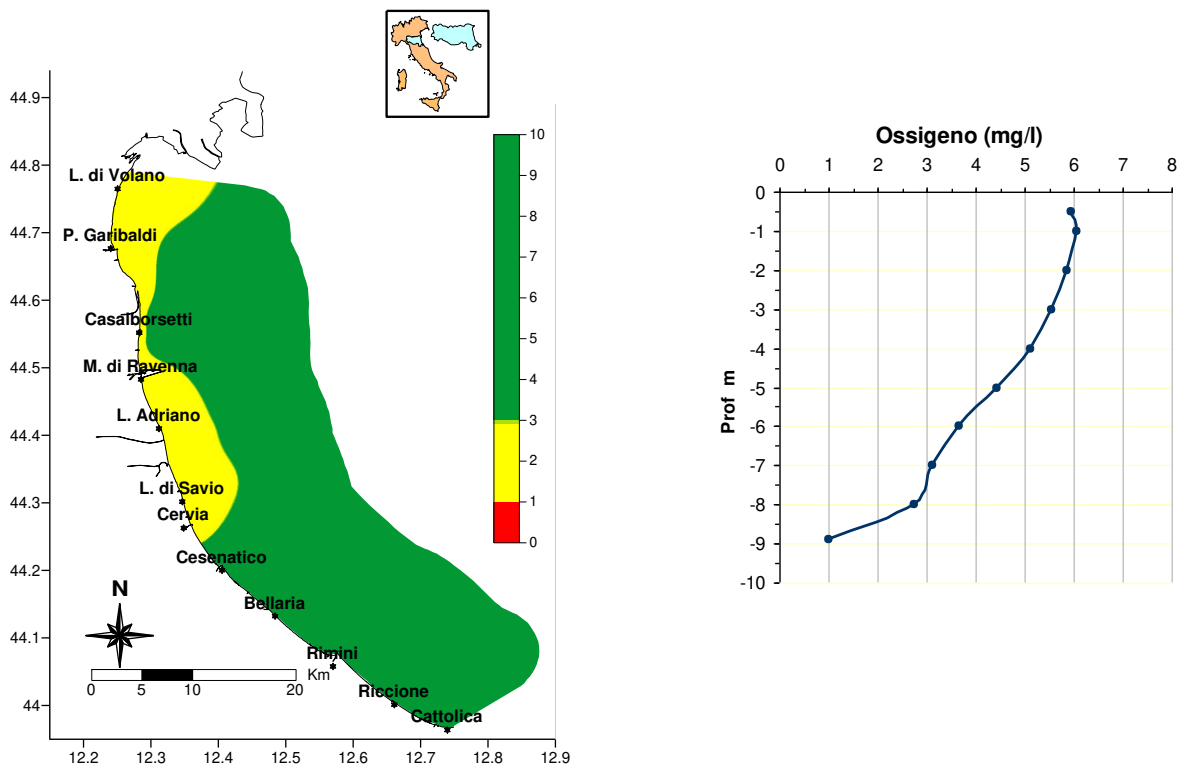 44.9
44.8
44.7
44.6
44.5
44.4
44.3
44.2
44.1
44
12.2 12.3 12.4 12.5 12.6 12.7 12.8 12.9
L. di Volano
P. Garibaldi
Casalborsetti
M. di Ravenna
L. Adriano
L. di Savio
Cervia
Cesenatico
Bellaria
Rimini
Riccione
Cattolica
N
0 5 10 20 Km
10
9
8
7
6
5
4
3
2
1
0
Ossigeno (mg/l)
0 1 2 3 4 5 6 7 8
Prof m
0
-1
-2
-3
-4
-5
-6
-7
-8
-9
-10